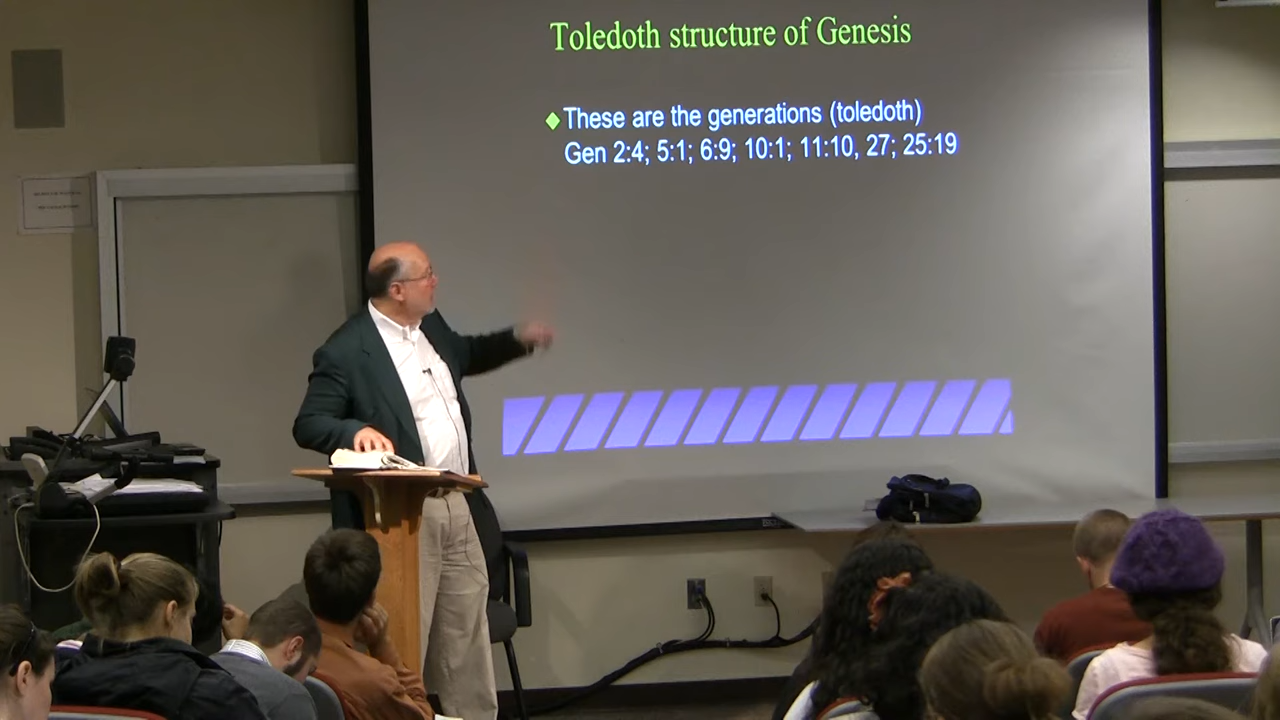 Toledoth structure of Genesis
These are the generations (toledoth)
Gen 2:4; 5:1; 6:9; 10:1; 11:10, 27; 25:19